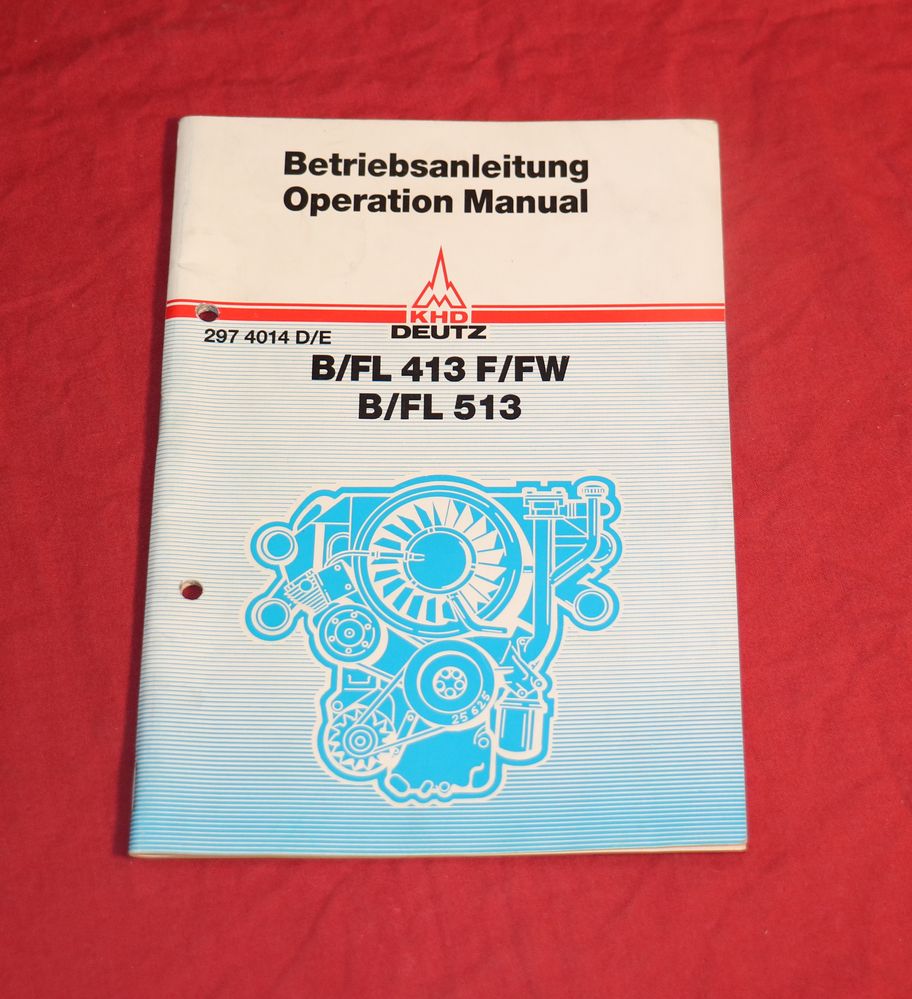 Betriebsanleitung
Operation Manual
KHD
DEUTZ
297 4014 D/E
B/FL 413 F/FW
B/FL 513
25 625